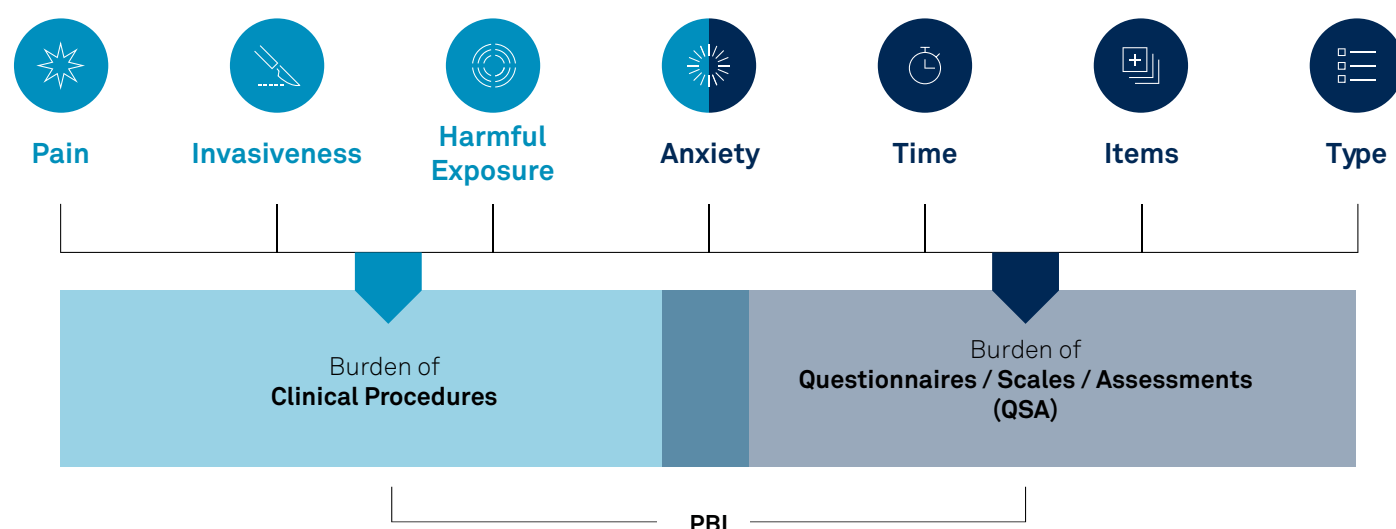 Pain
Invasiveness
Harmful
Exposure
Anxiety
Time
Items
Type
Burden of
Clinical Procedures
Burden of
Questionnaires / Scales / Assessments
(QSA)
PBI